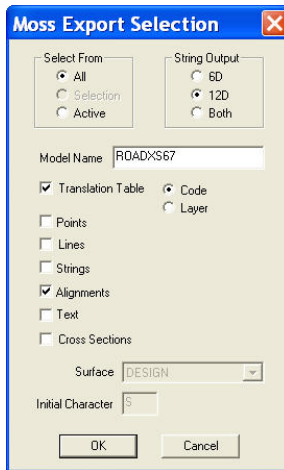 Moss Export Selection
Select From
String Output
All
6D
Selection
12D
Active
Both
Model Name ROADXS67
Translation Table
Code
Layer
Points
Lines
Strings
Alignments
Text
Cross Sections
Surface DESIGN
Initial Character S
OK
Cancel